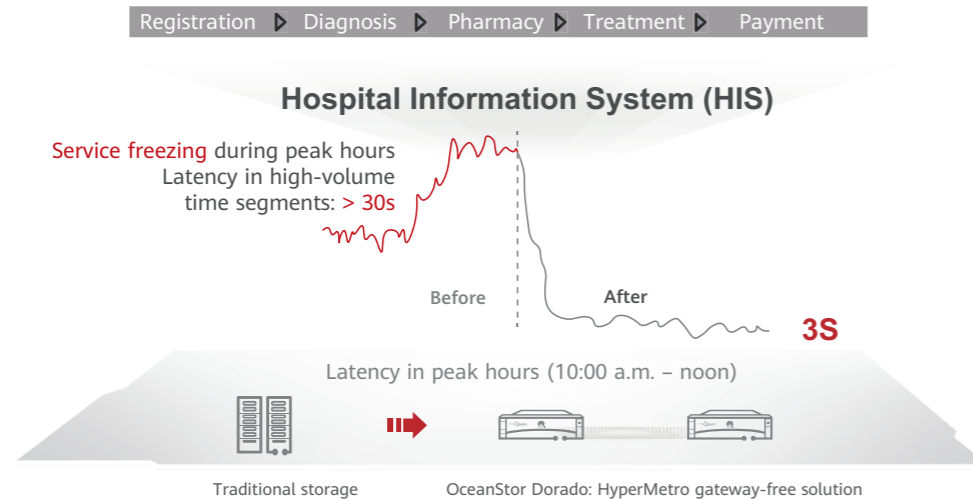 Registration Diagnosis Pharmacy Treatment Payment
Hospital Information System (HIS)
Service freezing during peak hours
Latency in high-volume
time segments: > 30s
Before
After
3S
Latency in peak hours (10:00 a.m. – noon)
Traditional storage
OceanStor Dorado: HyperMetro gateway-free solution